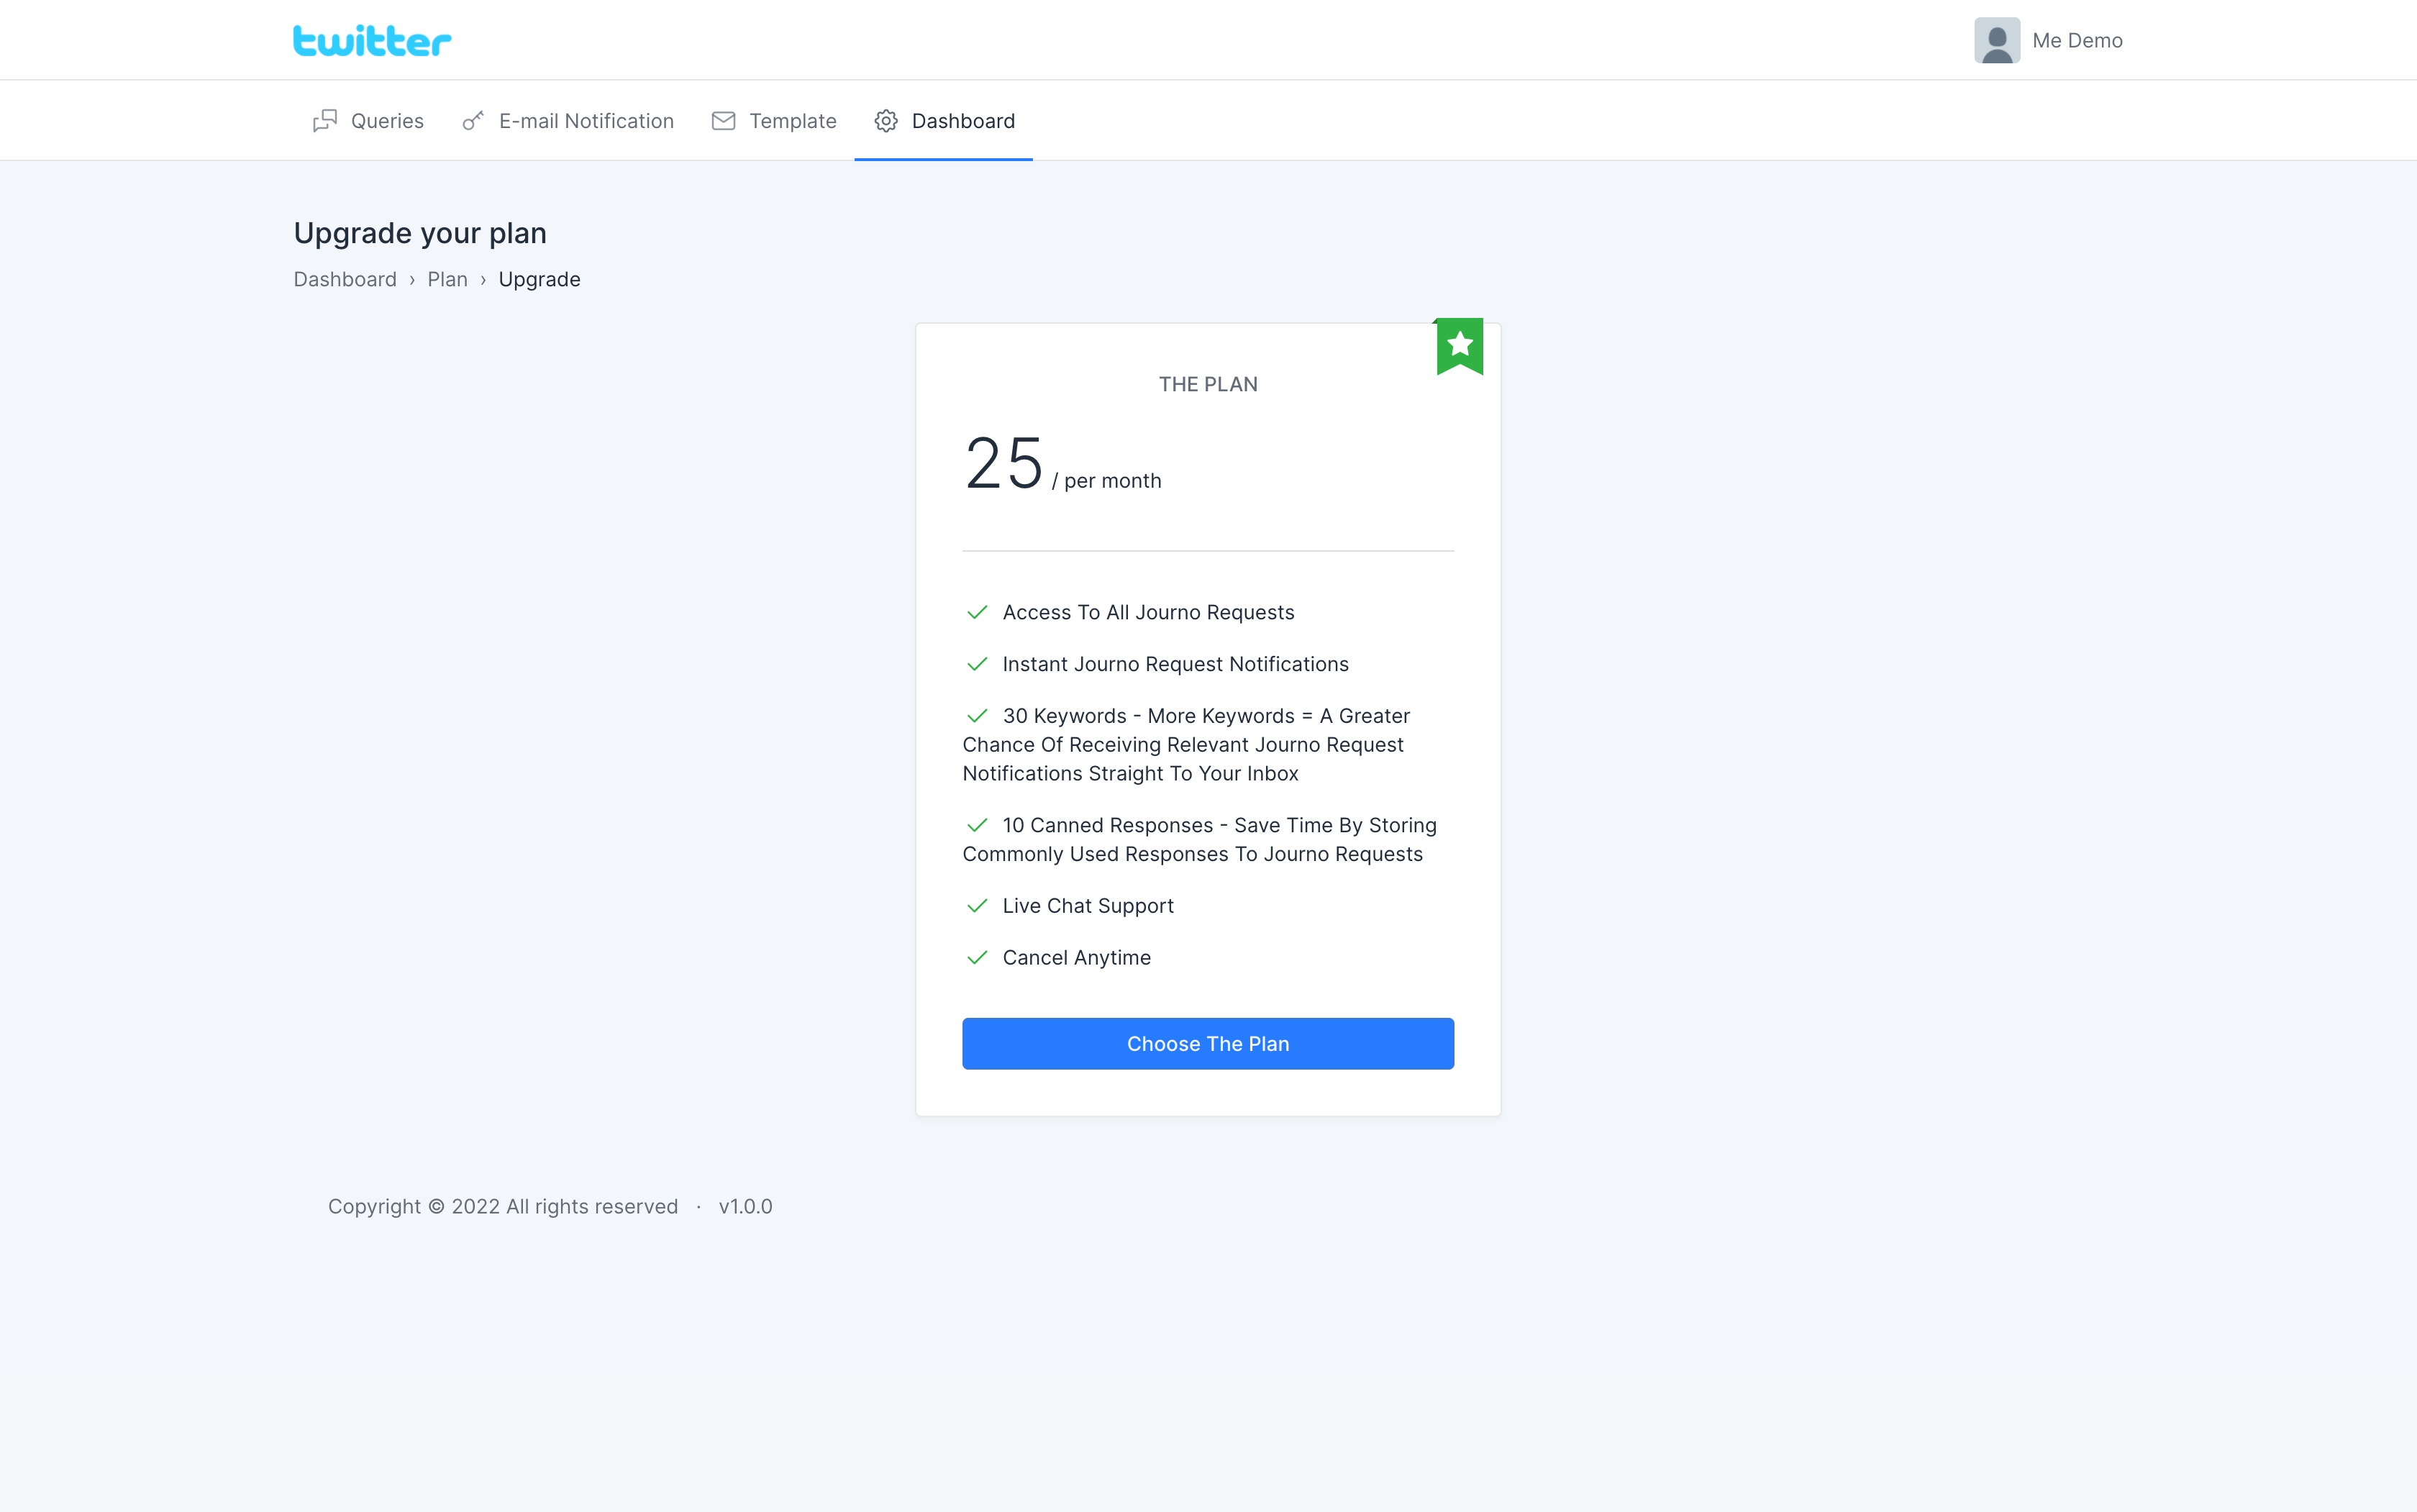 twitter
Me Demo
Queries
E-mail Notification
Template
Dashboard
Upgrade your plan
Dashboard › Plan › Upgrade
THE PLAN
25 / per month
Access To All Journo Requests
Instant Journo Request Notifications
30 Keywords - More Keywords = A Greater
Chance Of Receiving Relevant Journo Request
Notifications Straight To Your Inbox
10 Canned Responses - Save Time By Storing
Commonly Used Responses To Journo Requests
Live Chat Support
Cancel Anytime
Choose The Plan
Copyright © 2022 All rights reserved · v1.0.0